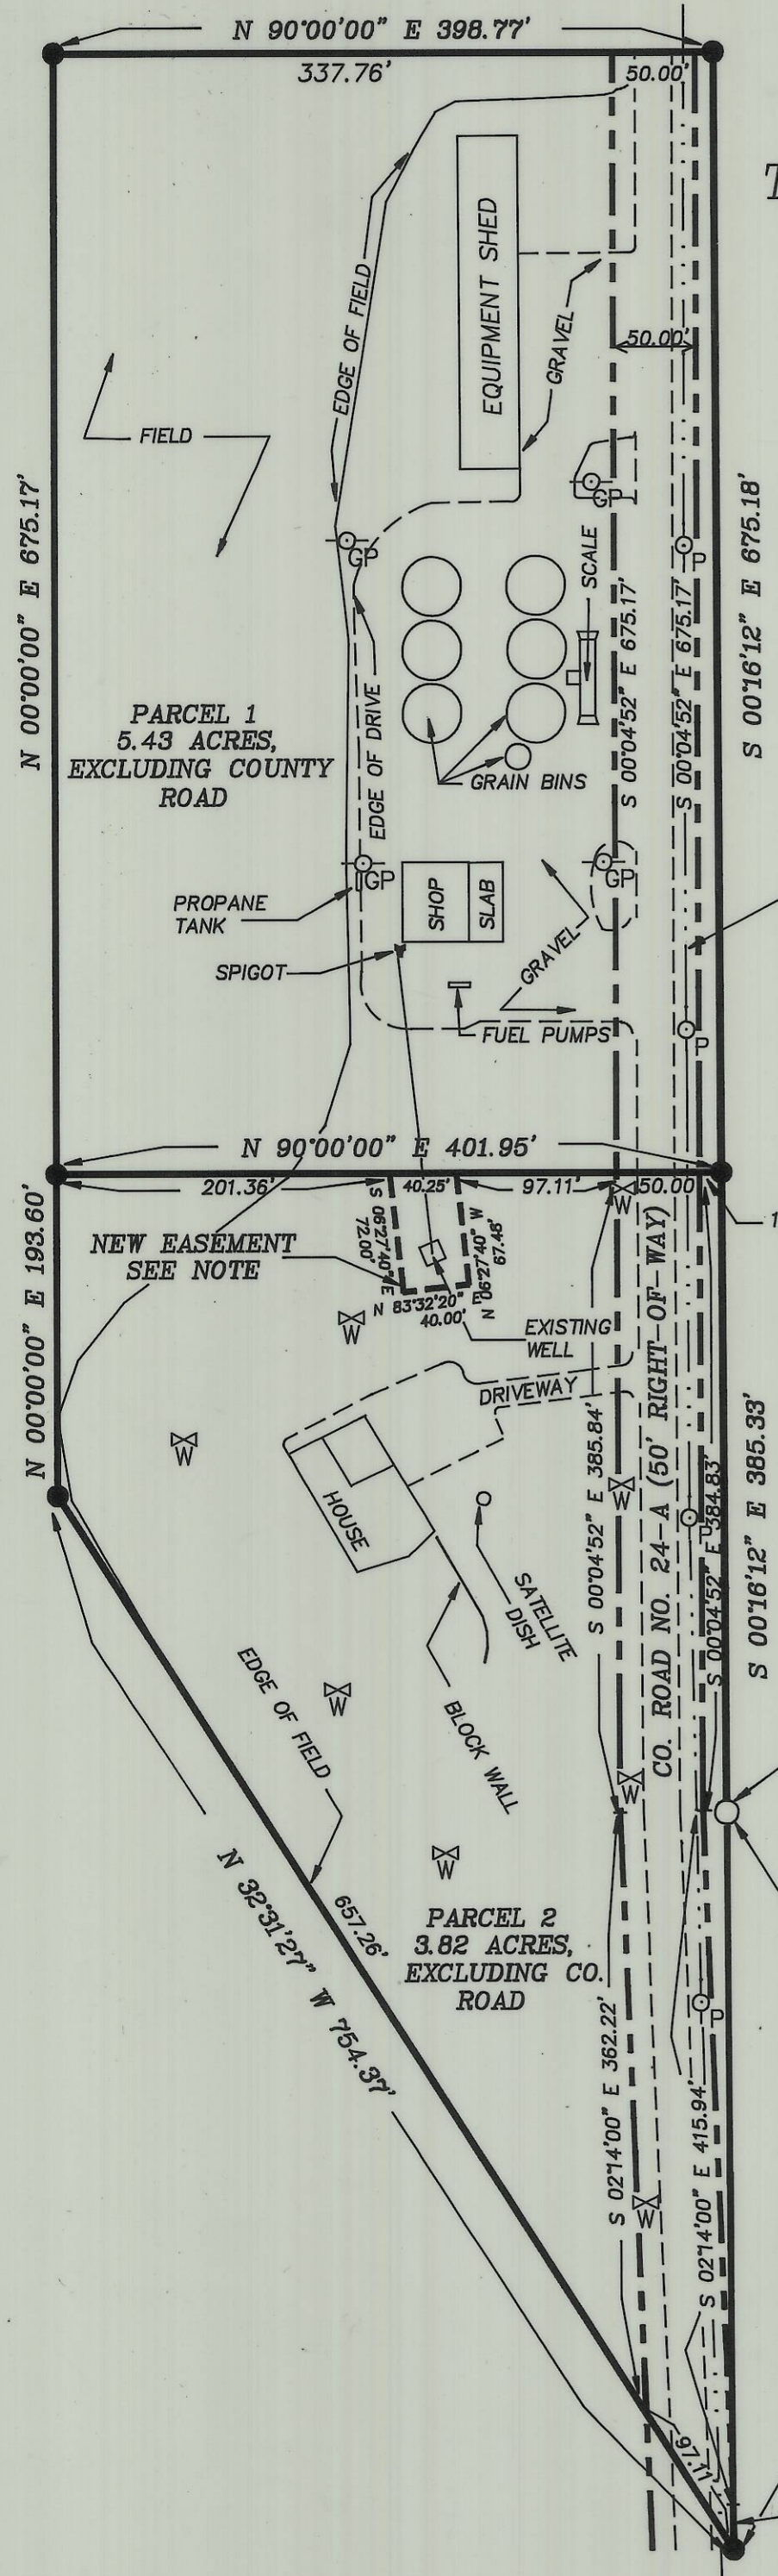 N 90°00'00" E 398.77'
337.76'
50.00'
T
EQUIPMENT SHED
EDGE OF FIELD
GRAVEL
50.00'
FIELD
GP
GP
P
SCALE
N 00°00'00" E 675.17'
S 00°04'52" E 675.17'
S 00°04'52" E 675.17'
S 00°16'12" E 675.18'
PARCEL 1
5.43 ACRES,
EXCLUDING COUNTY
ROAD
EDGE OF DRIVE
GRAIN BINS
GP
GP
PROPANE
TANK
SHOP
SLAB
SPIGOT
GRAVEL
FUEL PUMPS
P
N 90°00'00" E 401.95'
201.36'
40.25'
97.11'
50.00
W
1
N 00°00'00" E 193.60'
NEW EASEMENT
SEE NOTE
S 06°27'40" E
72.00'
N 06°27'40" W
67.48'
N 83°32'20" E
40.00'
EXISTING
WELL
W
DRIVEWAY
CO. ROAD NO. 24-A (50' RIGHT-OF-WAY)
W
HOUSE
W
P
S 00°04'52" E 385.84'
S 00°04'52" E 384.83'
S 00°16'12" E 385.33'
SATELLITE
DISH
EDGE OF FIELD
W
BLOCK WALL
W
W
N 32°31'27" W 754.37'
657.26'
PARCEL 2
3.82 ACRES,
EXCLUDING CO.
ROAD
P
S 02°14'00" E 362.22'
S 02°14'00" E 415.94'
W
97.11'